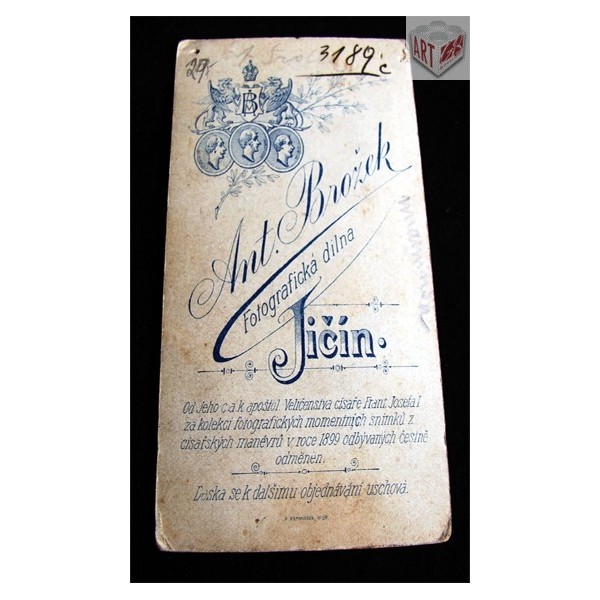 ART
29
3189c
B
Ant. Brožek
Fotografická dílna
Jičín.
Od Jeho c a k apoštol. Veličenstva císaře Frant. Josefa I
za kolekci fotografických momentních snímků z
císařských manévrů v roce 1899 odbývaných čestně
odměněn.
Deska se k dalšímu objednávání uschová.